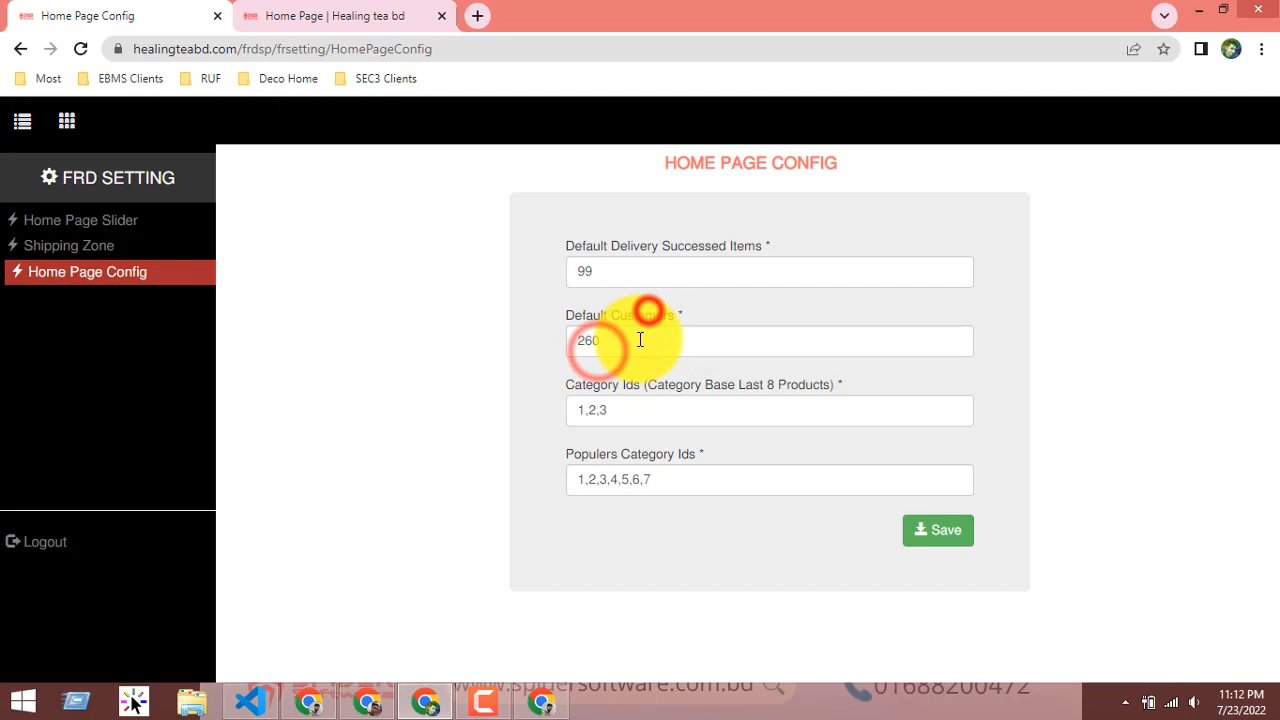 Home Page Config
Home Page | Healing tea bd
healingteabd.com/frdsp/frsetting/HomePageConfig
Most
EBMS Clients
RUF
Deco Home
SEC3 Clients
HOME PAGE CONFIG
FRD SETTING
Home Page Slider
Shipping Zone
Home Page Config
Logout
Default Delivery Successed Items *
99
Default Customers *
260
Category Ids (Category Base Last 8 Products) *
1,2,3
Populers Category Ids *
1,2,3,4,5,6,7
Save
www.spidersoftware.com.bd
01688200472
11:12 PM
7/23/2022